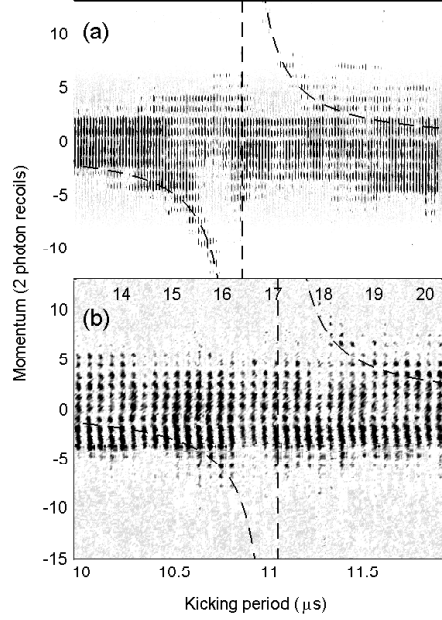 (a)
10
5
0
-5
-10
14 15 16 17 18 19 20
(b)
10
5
0
-5
-10
-15
10 10.5 11 11.5
Momentum (2 photon recoils)
Kicking period (μs)